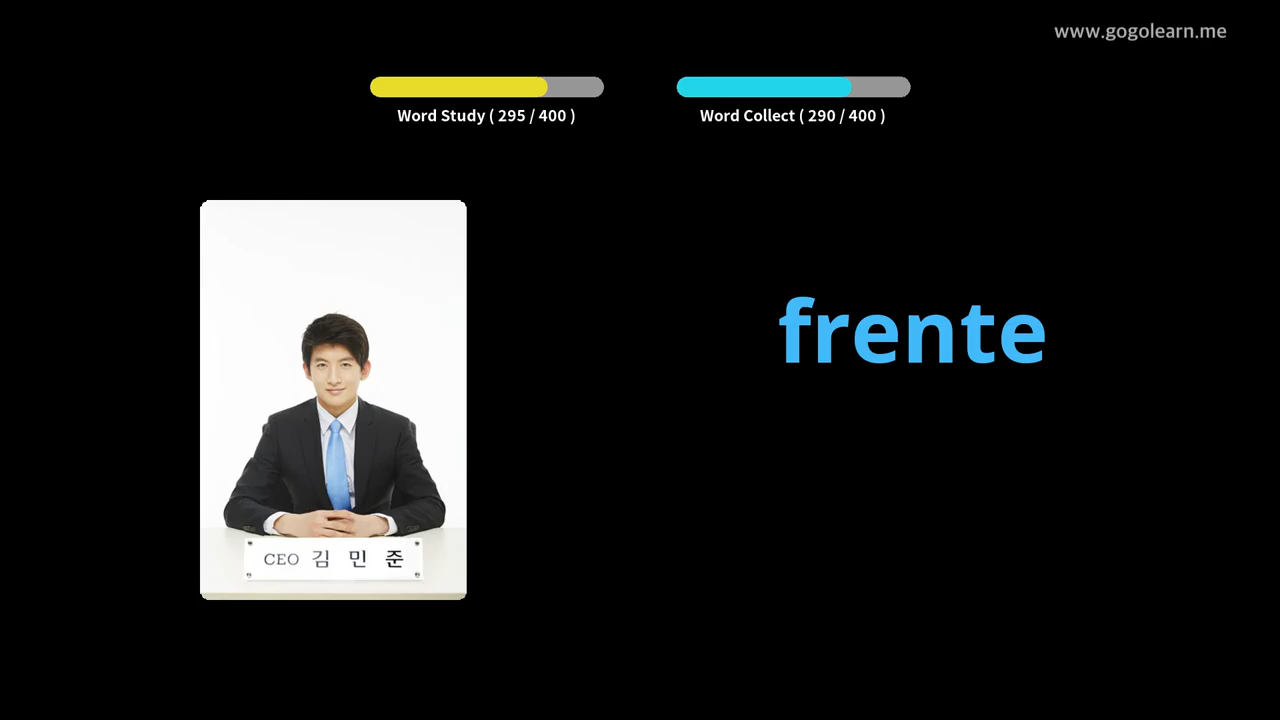 www.gogolearn.me
Word Study ( 295 / 400 )
Word Collect ( 290 / 400 )
frente
CEO 김 민 준